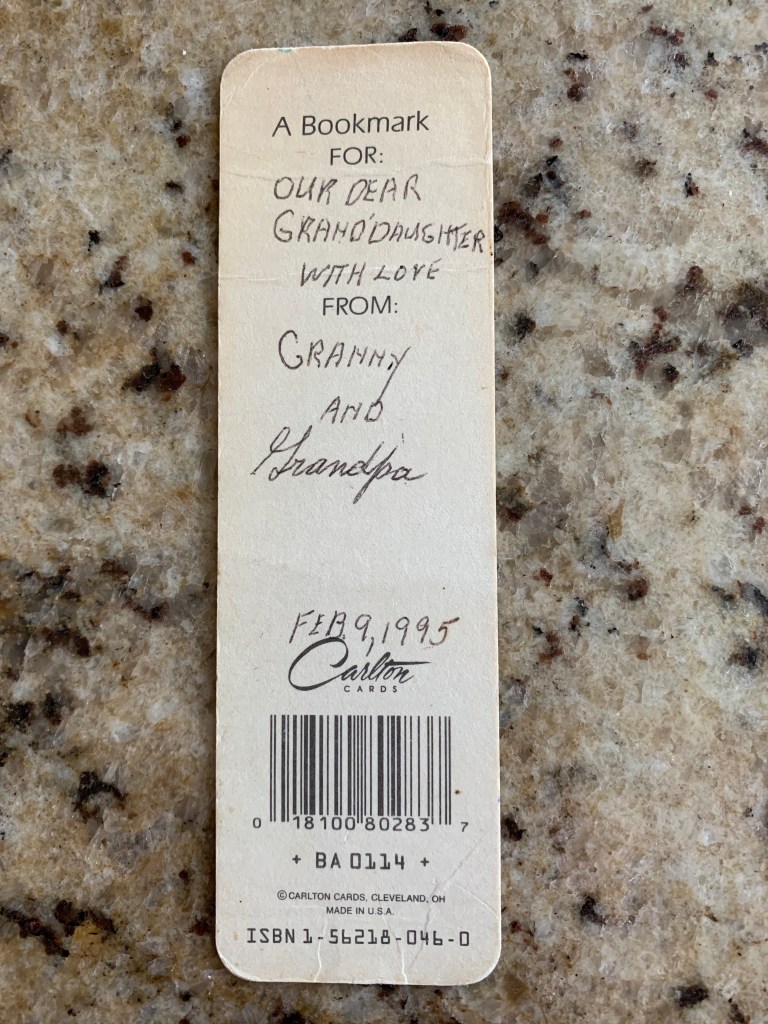 A Bookmark
FOR:
OUR DEAR
GRAND'DAUGHTER
WITH LOVE
FROM:
GRANNY
AND
Grandpa
FEB. 9, 1995
Carlton
CARDS
0 18100 80283 7
+ BA 0114 +
© CARLTON CARDS, CLEVELAND, OH
MADE IN U.S.A.
ISBN 1-56218-046-0